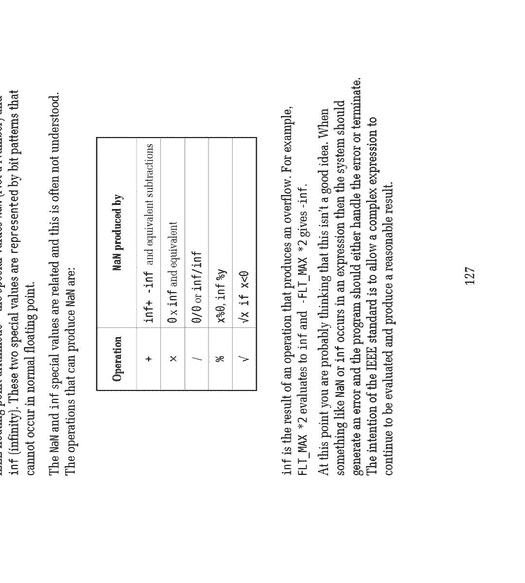 inf (infinity). These two special values are represented by bit patterns that
cannot occur in normal floating point.
The NaN and inf special values are related and this is often not understood.
The operations that can produce NaN are:
Operation NaN produced by
+ inf+ -inf and equivalent subtractions
× 0 x inf and equivalent
/ 0/0 or inf/inf
% x%0, inf %y
√ √x if x<0
inf is the result of an operation that produces an overflow. For example,
FLT_MAX *2 evaluates to inf and -FLT_MAX *2 gives -inf.
At this point you are probably thinking that this isn't a good idea. When
something like NaN or inf occurs in an expression then the system should
generate an error and the program should either handle the error or terminate.
The intention of the IEEE standard is to allow a complex expression to
continue to be evaluated and produce a reasonable result.
127